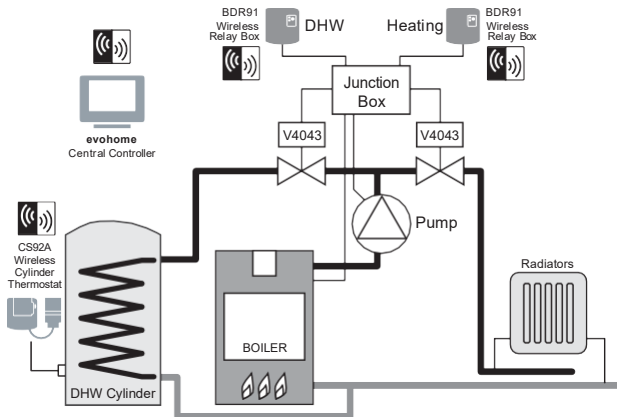 BDR91
Wireless
Relay Box
DHW
Heating
BDR91
Wireless
Relay Box
Junction
Box
evohome
Central Controller
V4043
V4043
CS92A
Wireless
Cylinder
Thermostat
Pump
Radiators
BOILER
DHW Cylinder